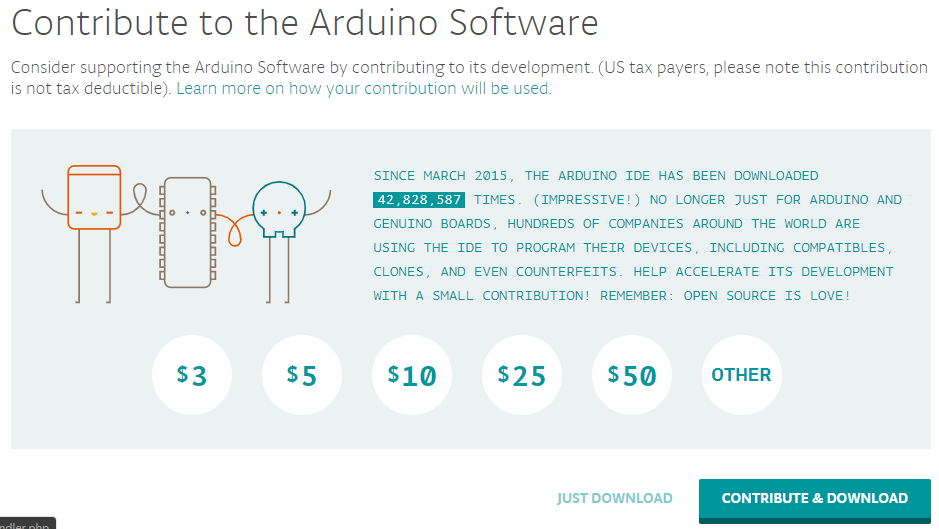 Contribute to the Arduino Software
Consider supporting the Arduino Software by contributing to its development. (US tax payers, please note this contribution
is not tax deductible). Learn more on how your contribution will be used.
SINCE MARCH 2015, THE ARDUINO IDE HAS BEEN DOWNLOADED
42,828,587 TIMES. (IMPRESSIVE!) NO LONGER JUST FOR ARDUINO AND
GENUINO BOARDS, HUNDREDS OF COMPANIES AROUND THE WORLD ARE
USING THE IDE TO PROGRAM THEIR DEVICES, INCLUDING COMPATIBLES,
CLONES, AND EVEN COUNTERFEITS. HELP ACCELERATE ITS DEVELOPMENT
WITH A SMALL CONTRIBUTION! REMEMBER: OPEN SOURCE IS LOVE!
$3 $5 $10 $25 $50 OTHER
JUST DOWNLOAD CONTRIBUTE & DOWNLOAD